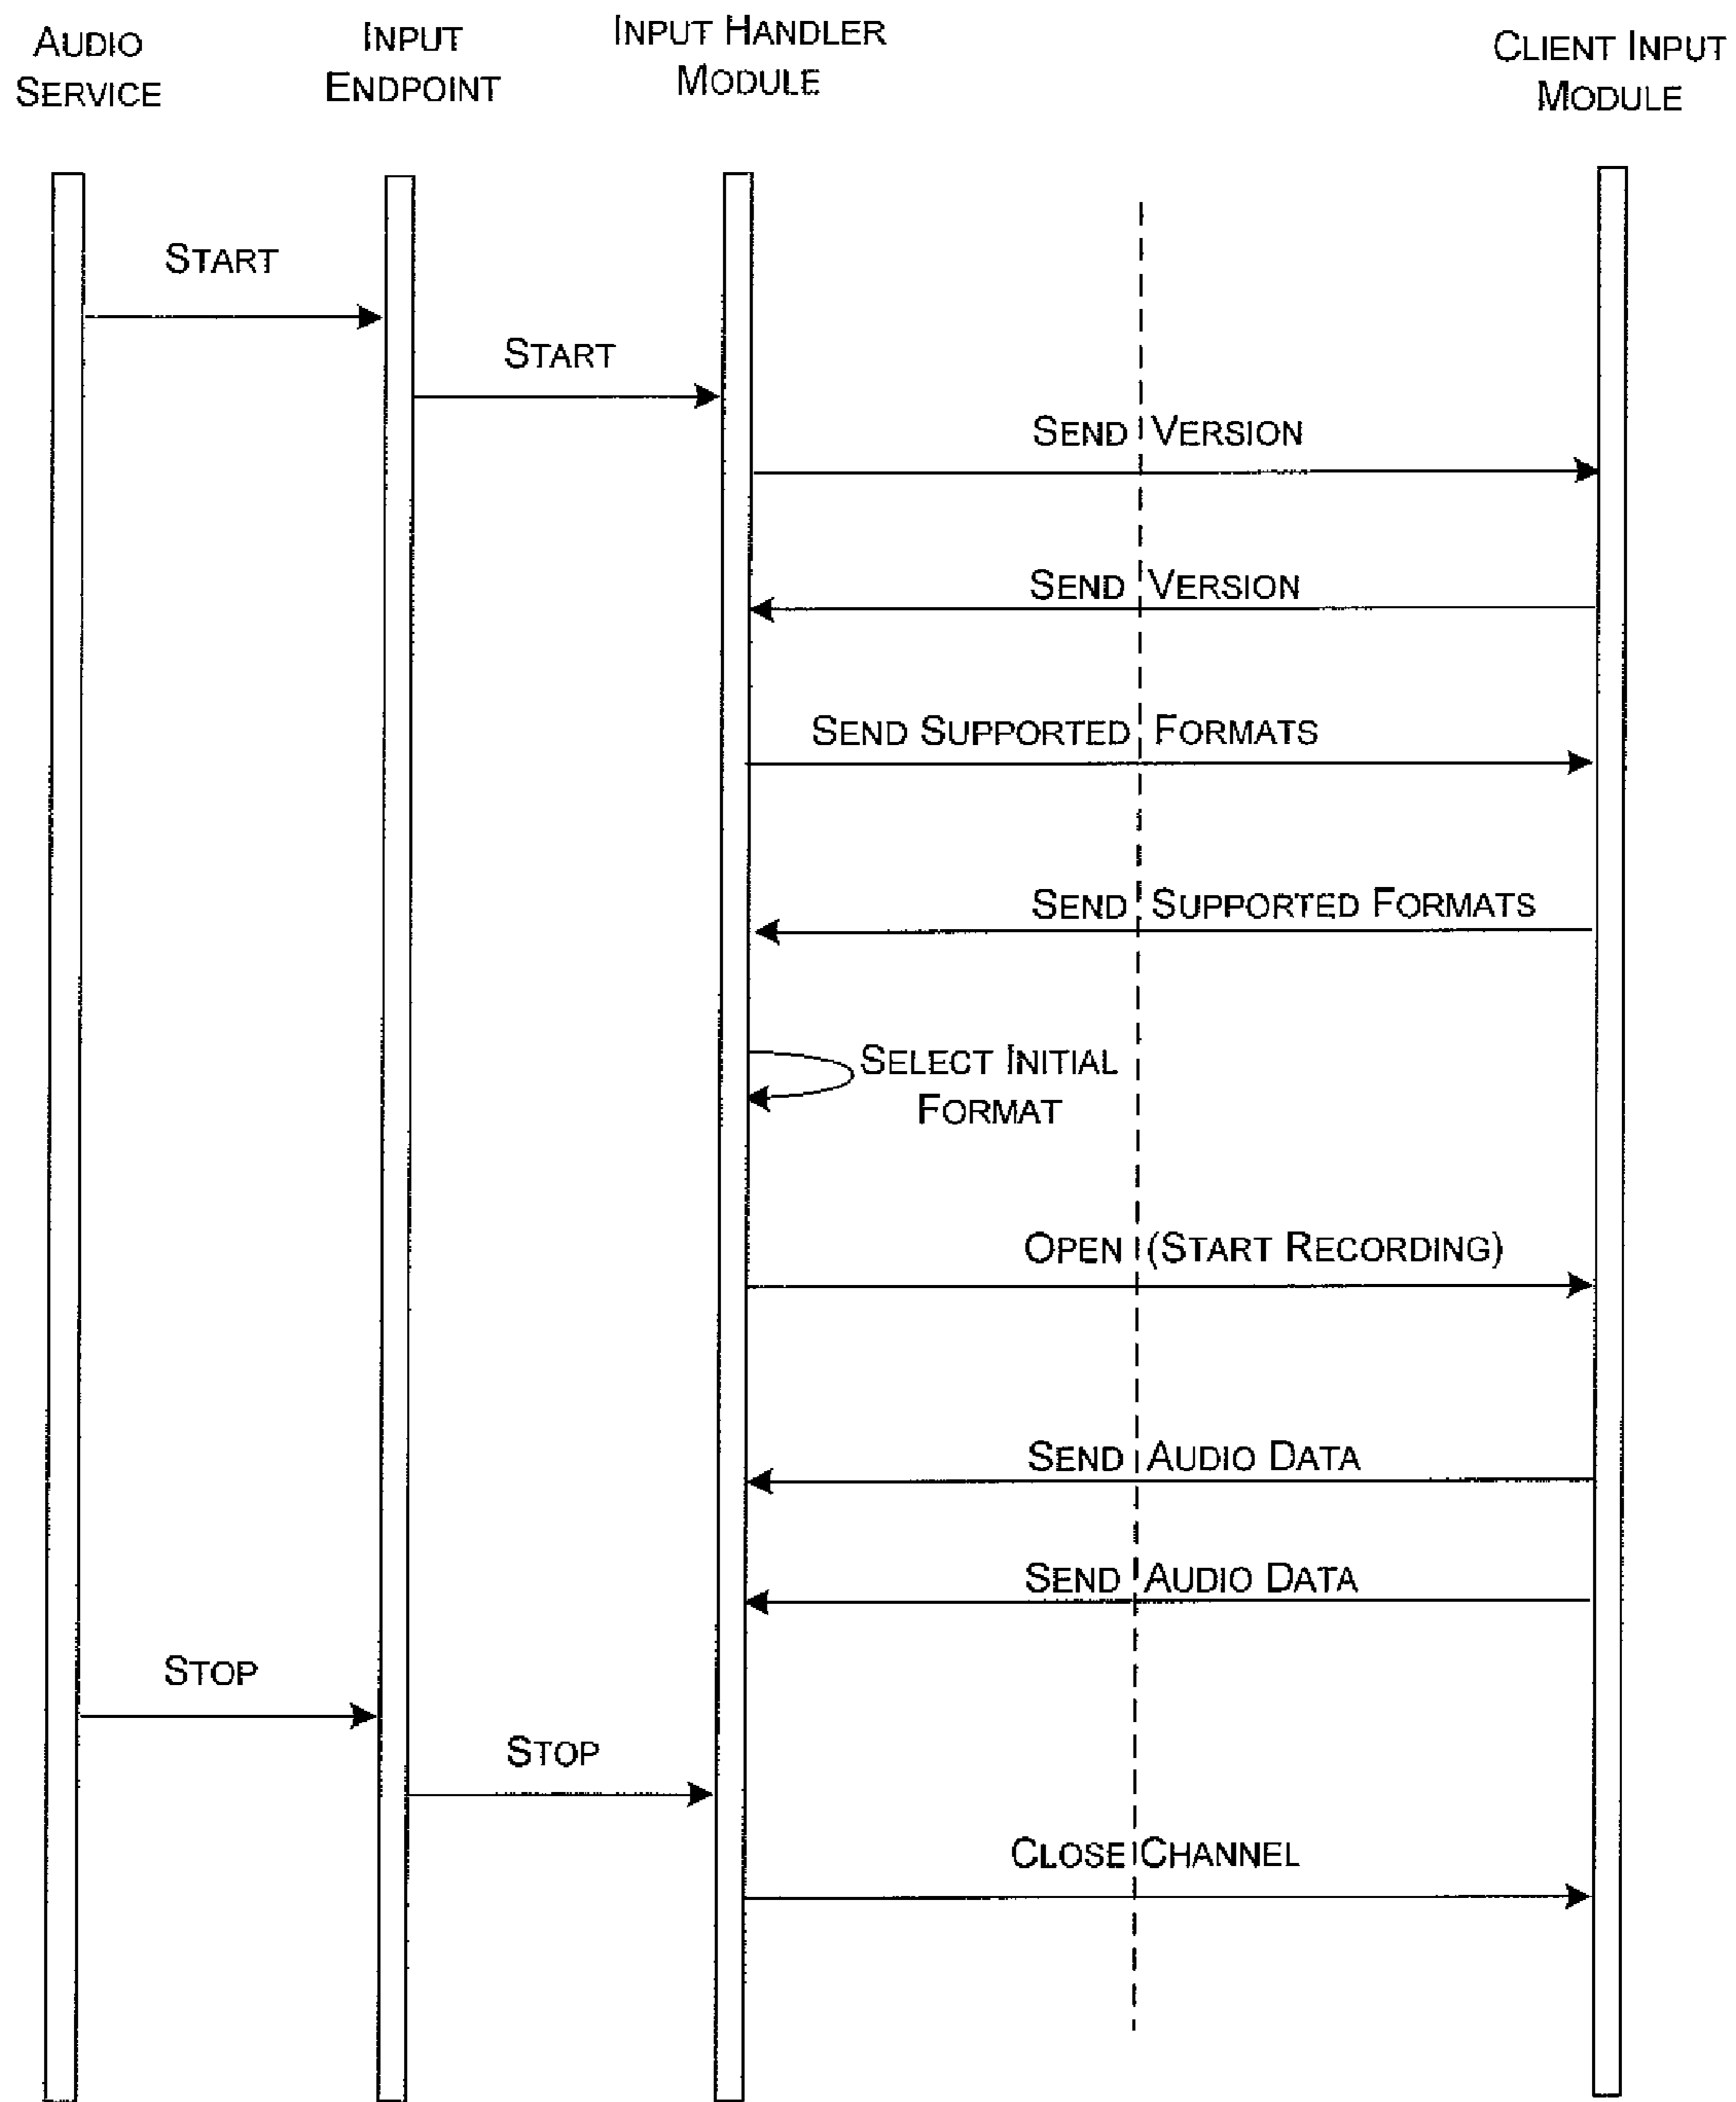 AUDIO
SERVICE
INPUT
ENDPOINT
INPUT HANDLER
MODULE
CLIENT INPUT
MODULE
START
START
SEND VERSION
SEND VERSION
SEND SUPPORTED FORMATS
SEND SUPPORTED FORMATS
SELECT INITIAL
FORMAT
OPEN (START RECORDING)
SEND AUDIO DATA
SEND AUDIO DATA
STOP
STOP
CLOSE CHANNEL